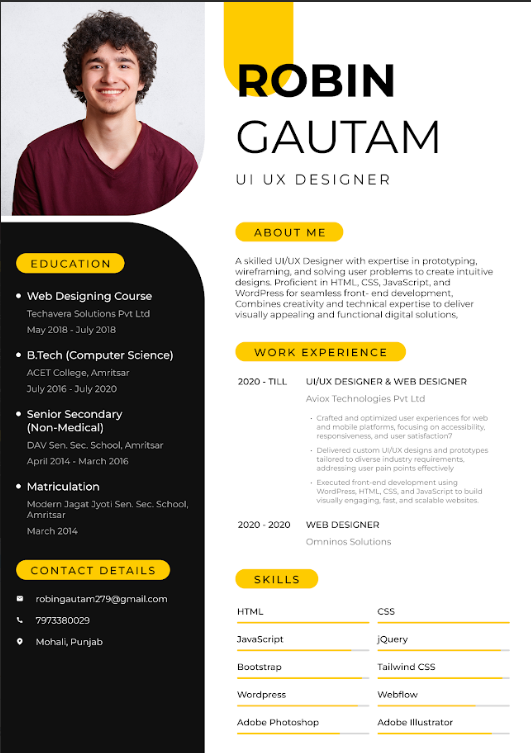 ROBIN
GAUTAM
UI UX DESIGNER
EDUCATION
Web Designing Course
Techavera Solutions Pvt Ltd
May 2018 - July 2018
B.Tech (Computer Science)
ACET College, Amritsar
July 2016 - July 2020
Senior Secondary
(Non-Medical)
DAV Sen. Sec. School, Amritsar
April 2014 - March 2016
Matriculation
Modern Jagat Jyoti Sen. Sec. School,
Amritsar
March 2014
CONTACT DETAILS
robingautam279@gmail.com
7973380029
Mohali, Punjab
ABOUT ME
A skilled UI/UX Designer with expertise in prototyping,
wireframing, and solving user problems to create intuitive
designs. Proficient in HTML, CSS, JavaScript, and
WordPress for seamless front- end development,
Combines creativity and technical expertise to deliver
visually appealing and functional digital solutions,
WORK EXPERIENCE
2020 - TILL UI/UX DESIGNER & WEB DESIGNER
Aviox Technologies Pvt Ltd
• Crafted and optimized user experiences for web
and mobile platforms, focusing on accessibility,
responsiveness, and user satisfaction?
• Delivered custom UI/UX designs and prototypes
tailored to diverse industry requirements,
addressing user pain points effectively
• Executed front-end development using
WordPress, HTML, CSS, and JavaScript to build
visually engaging, fast, and scalable websites.
2020 - 2020 WEB DESIGNER
Omninos Solutions
SKILLS
HTML CSS
JavaScript jQuery
Bootstrap Tailwind CSS
Wordpress Webflow
Adobe Photoshop Adobe Illustrator